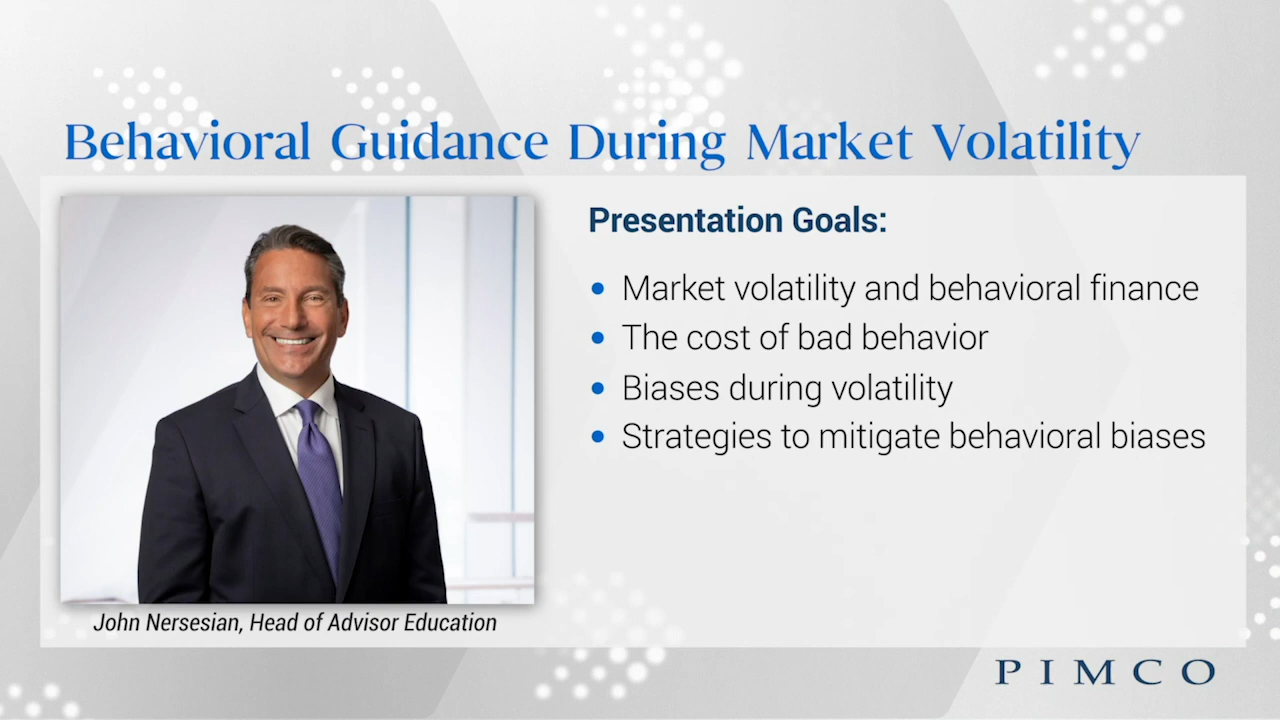 Behavioral Guidance During Market Volatility
Presentation Goals:
• Market volatility and behavioral finance
• The cost of bad behavior
• Biases during volatility
• Strategies to mitigate behavioral biases
John Nersesian, Head of Advisor Education
PIMCO